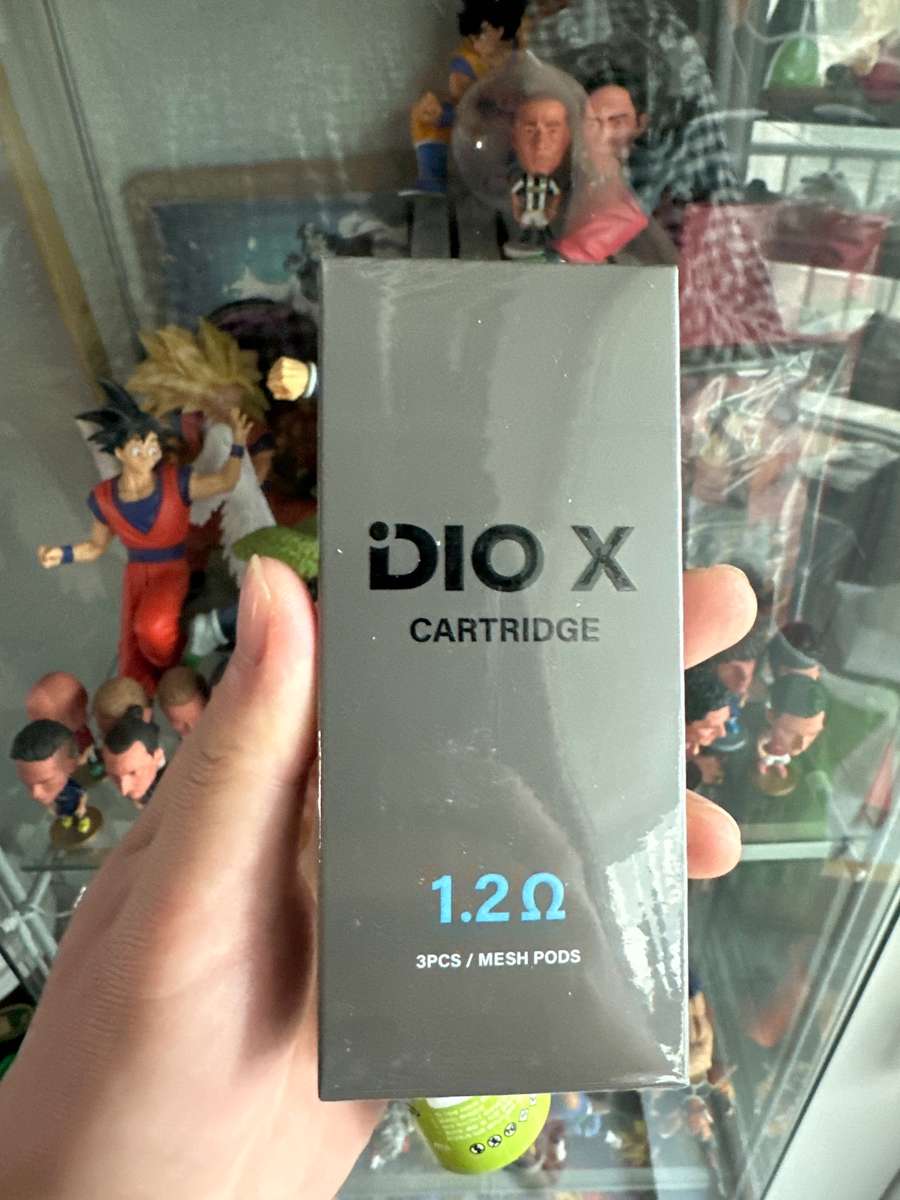 DIO X
CARTRIDGE
1.2Ω
3PCS / MESH PODS